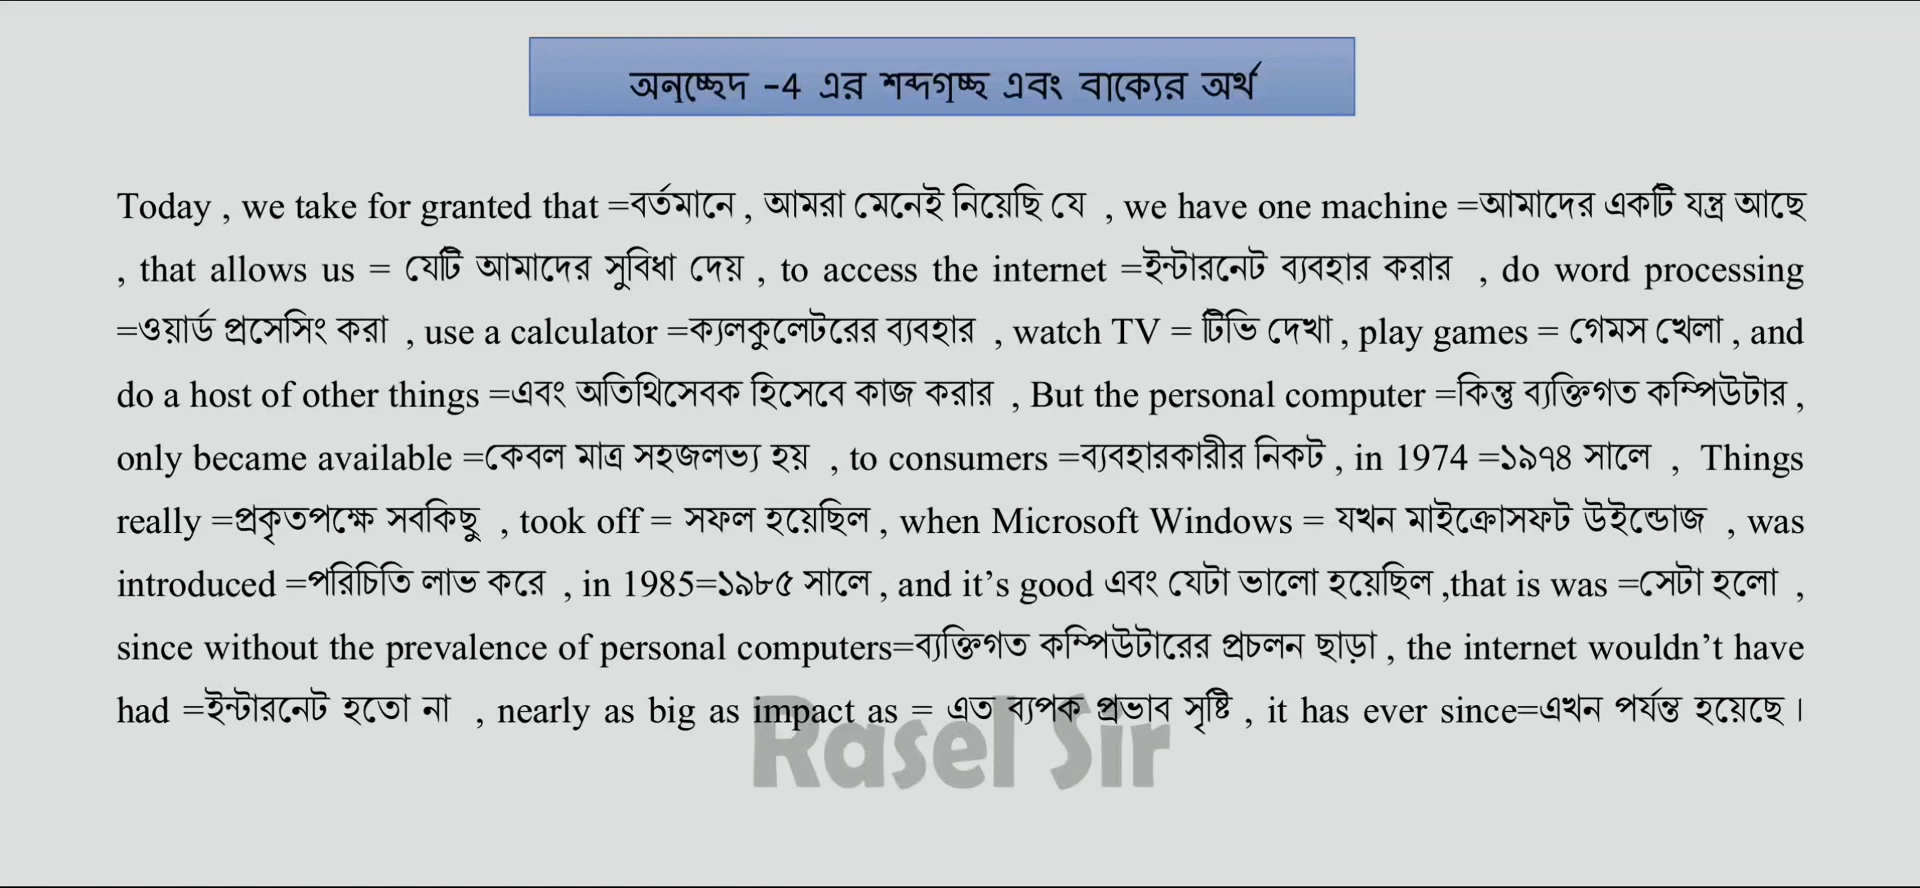 অনুচ্ছেদ -4 এর শব্দগুচ্ছ এবং বাক্যের অর্থ
Today , we take for granted that =বর্তমানে , আমরা মেনেই নিয়েছি যে , we have one machine =আমাদের একটি যন্ত্র আছে
, that allows us = যেটি আমাদের সুবিধা দেয় , to access the internet =ইন্টারনেট ব্যবহার করার , do word processing
=ওয়ার্ড প্রসেসিং করা , use a calculator =ক্যলকুলেটরের ব্যবহার , watch TV = টিভি দেখা , play games = গেমস খেলা , and
do a host of other things =এবং অতিথিসেবক হিসেবে কাজ করার , But the personal computer =কিন্তু ব্যক্তিগত কম্পিউটার ,
only became available =কেবল মাত্র সহজলভ্য হয় , to consumers =ব্যবহারকারীর নিকট , in 1974 =১৯৭৪ সালে , Things
really =প্রকৃতপক্ষে সবকিছু , took off = সফল হয়েছিল , when Microsoft Windows = যখন মাইক্রোসফট উইন্ডোজ , was
introduced =পরিচিতি লাভ করে , in 1985=১৯৮৫ সালে , and it’s good এবং যেটা ভালো হয়েছিল ,that is was =সেটা হলো ,
since without the prevalence of personal computers=ব্যক্তিগত কম্পিউটারের প্রচলন ছাড়া , the internet wouldn’t have
had =ইন্টারনেট হতো না , nearly as big as impact as = এত ব্যপক প্রভাব সৃষ্টি , it has ever since=এখন পর্যন্ত হয়েছে ।
Rasel Sir